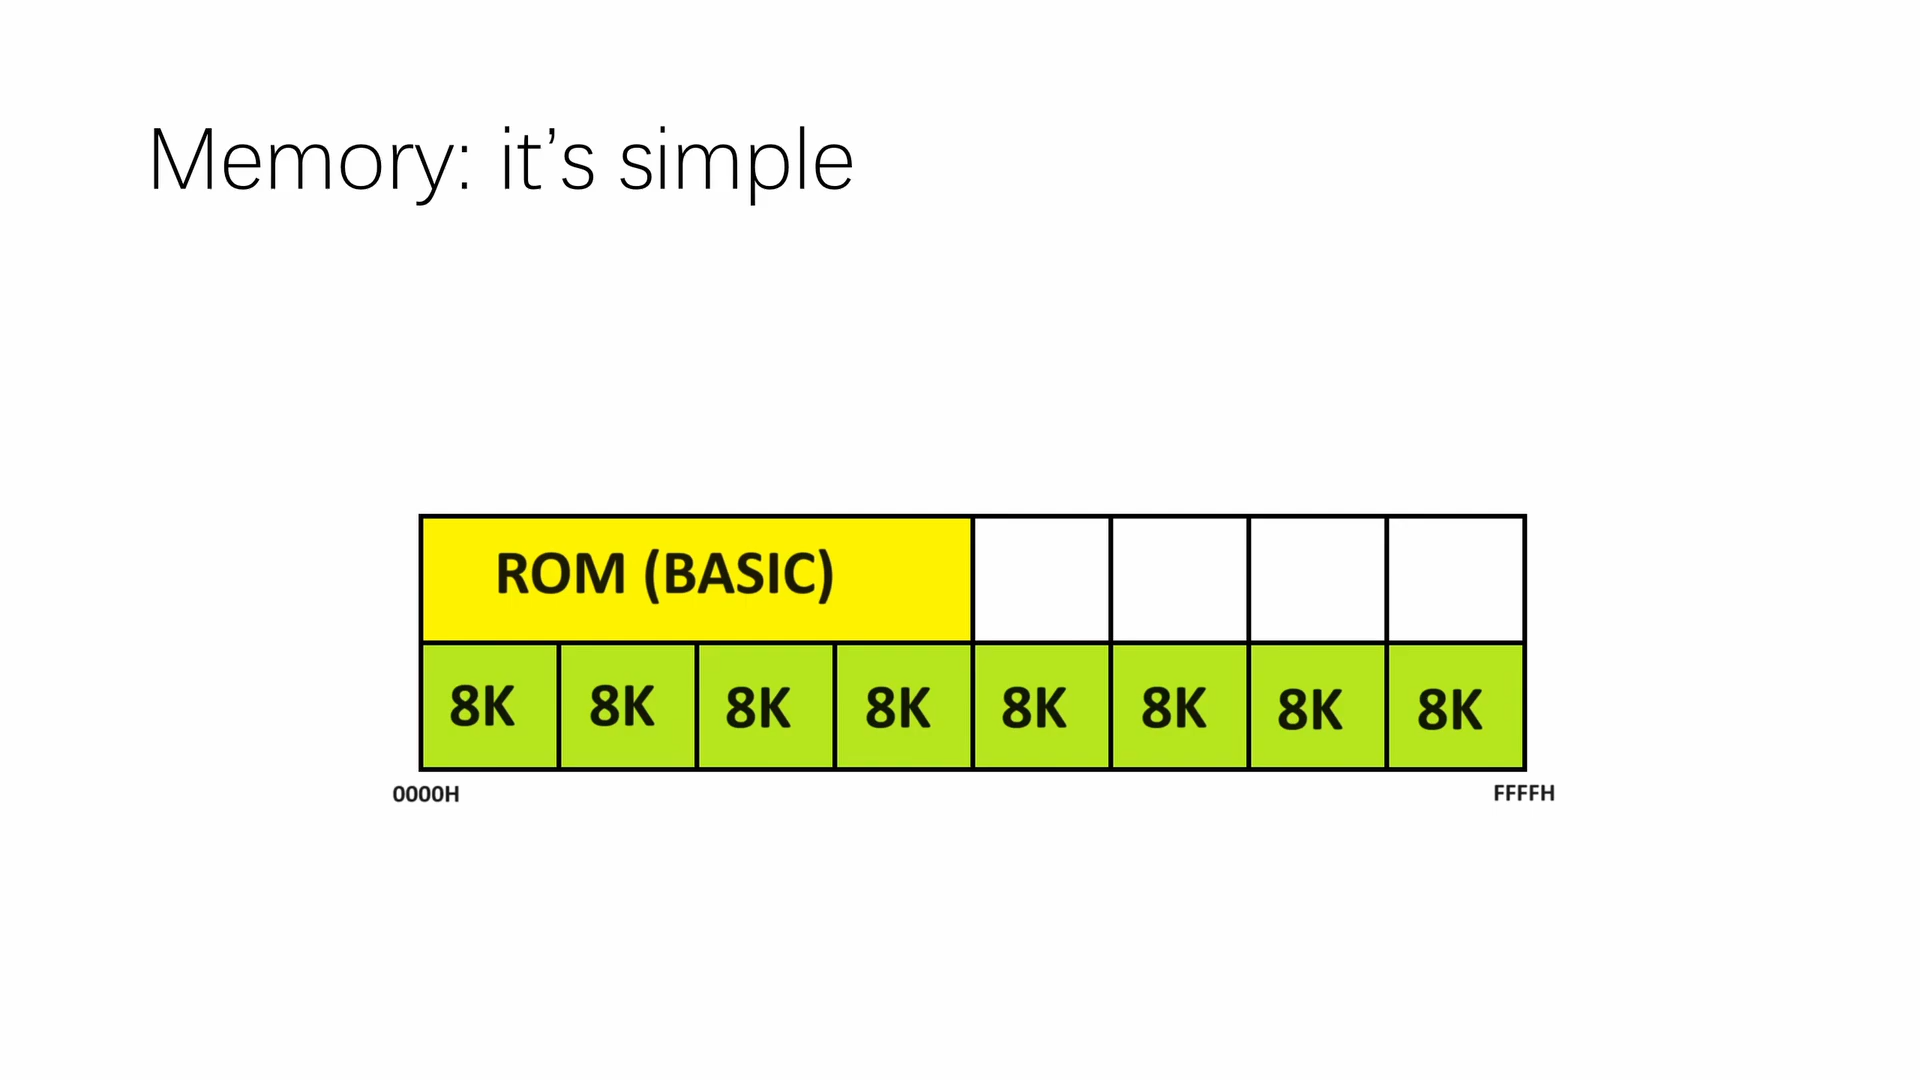 Memory: it’s simple
ROM (BASIC)
8K 8K 8K 8K 8K 8K 8K 8K
0000H FFFFH